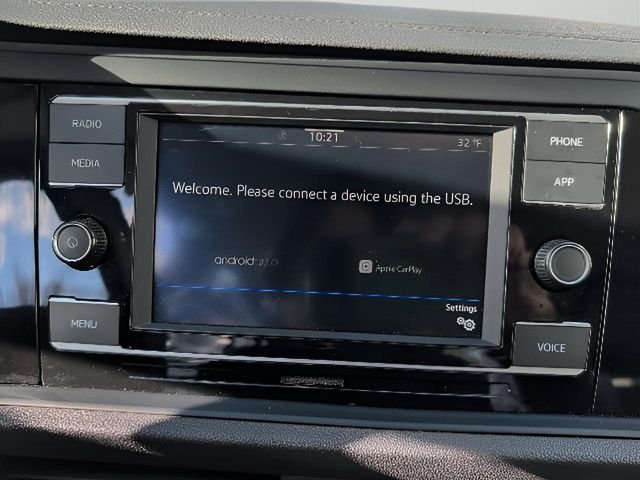 RADIO
MEDIA
10:21
32 °F
PHONE
APP
Welcome. Please connect a device using the USB.
androidauto
Apple CarPlay
Settings
MENU
VOICE